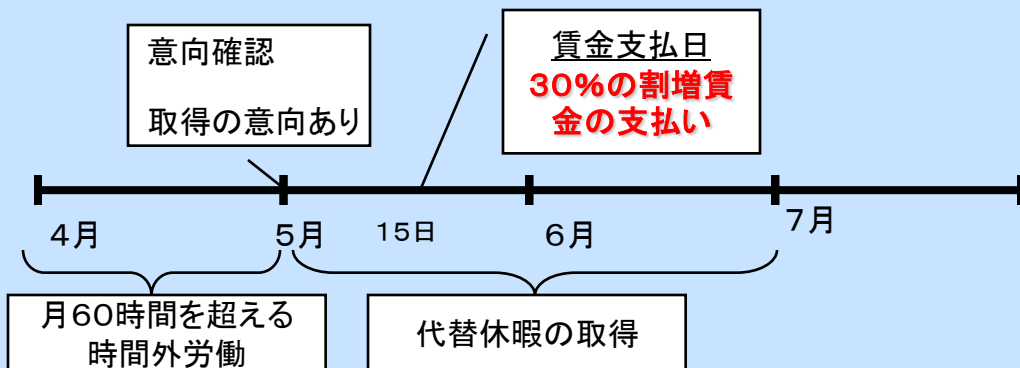 意向確認
取得の意向あり
賃金支払日
30%の割増賃
金の支払い
4月
5月
15日
6月
7月
月60時間を超える
時間外労働
代替休暇の取得